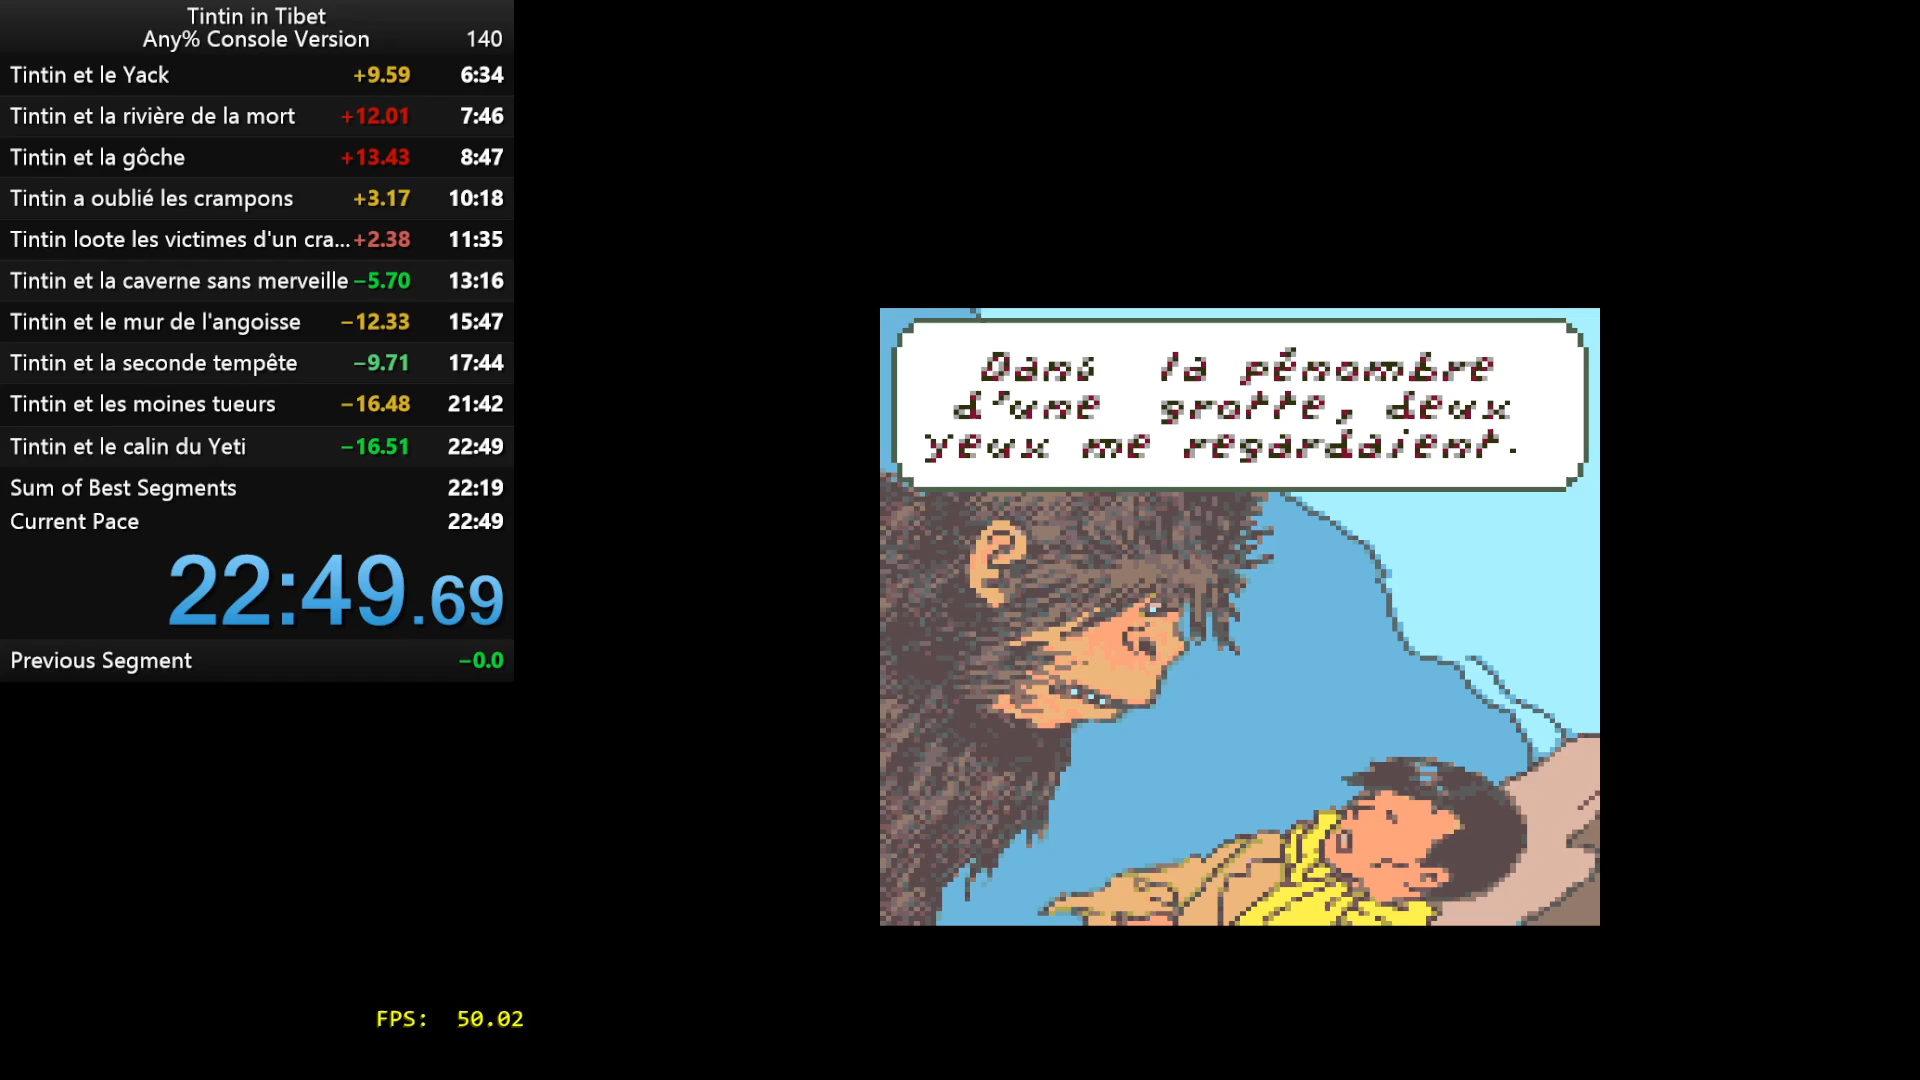 Tintin in Tibet
Any% Console Version 140
Tintin et le Yack +9.59 6:34
Tintin et la rivière de la mort +12.01 7:46
Tintin et la gôche +13.43 8:47
Tintin a oublié les crampons +3.17 10:18
Tintin loote les victimes d'un cra... +2.38 11:35
Tintin et la caverne sans merveille −5.70 13:16
Tintin et le mur de l'angoisse −12.33 15:47
Tintin et la seconde tempête −9.71 17:44
Tintin et les moines tueurs −16.48 21:42
Tintin et le calin du Yeti −16.51 22:49
Sum of Best Segments 22:19
Current Pace 22:49
22:49.69
Previous Segment −0.0
Dans la pénombre
d'une grotte, deux
yeux me regardaient.
FPS: 50.02